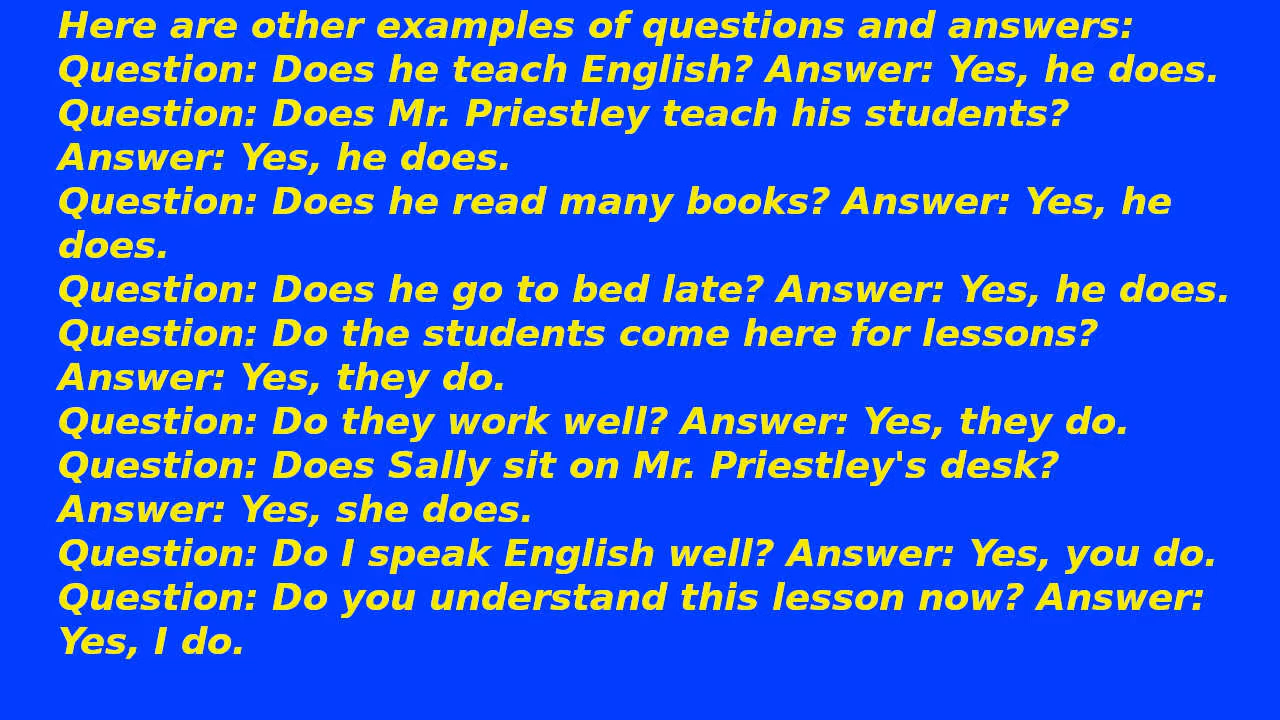 Here are other examples of questions and answers:
Question: Does he teach English? Answer: Yes, he does.
Question: Does Mr. Priestley teach his students?
Answer: Yes, he does.
Question: Does he read many books? Answer: Yes, he
does.
Question: Does he go to bed late? Answer: Yes, he does.
Question: Do the students come here for lessons?
Answer: Yes, they do.
Question: Do they work well? Answer: Yes, they do.
Question: Does Sally sit on Mr. Priestley's desk?
Answer: Yes, she does.
Question: Do I speak English well? Answer: Yes, you do.
Question: Do you understand this lesson now? Answer:
Yes, I do.